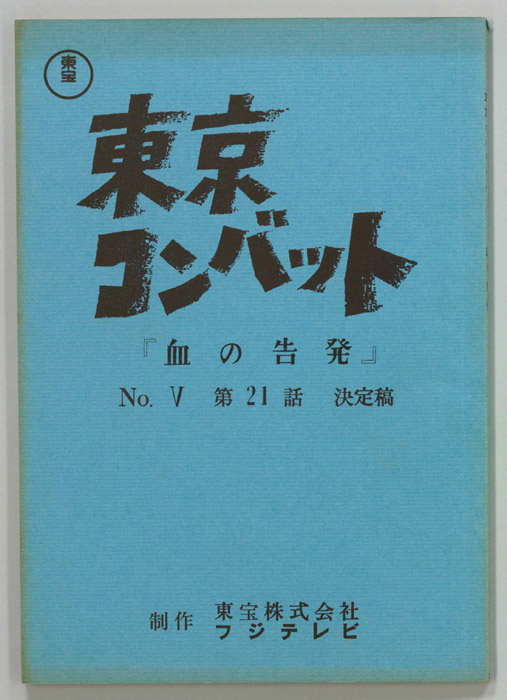 東宝
東京
コンバット
『血の告発』
No. V 第21話 決定稿
制作 東宝株式会社
フジテレビ